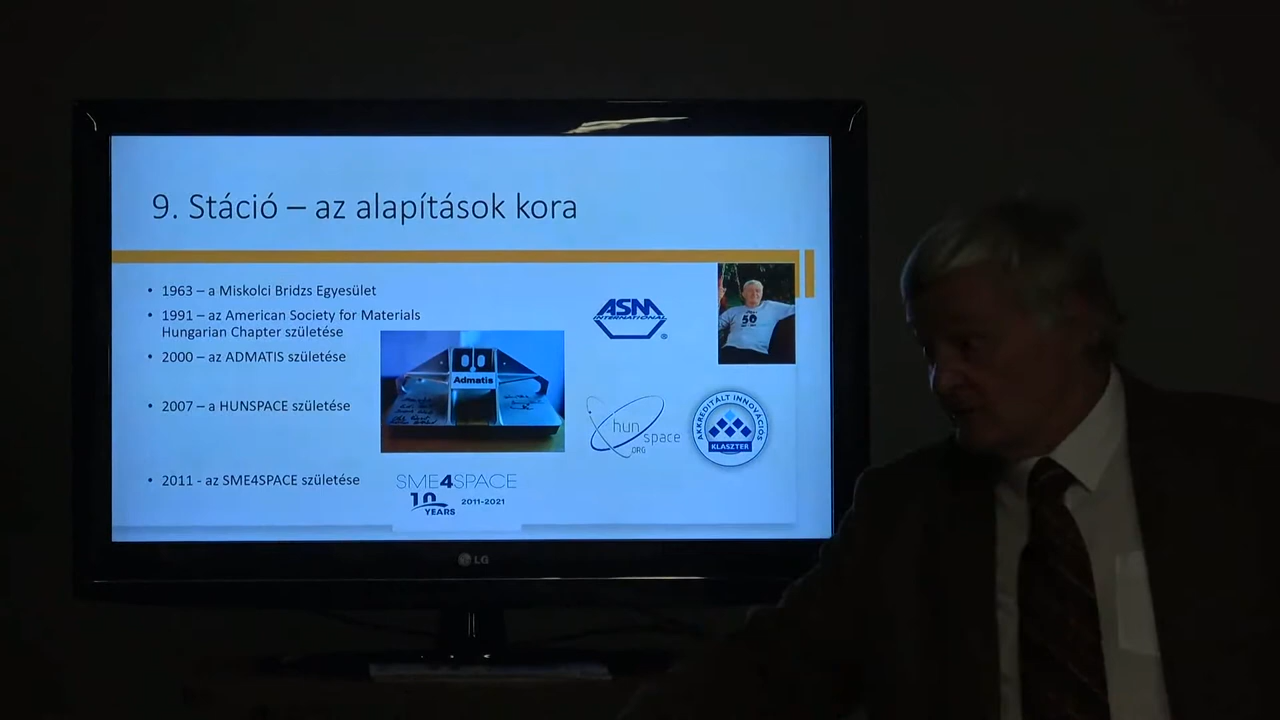 9. Stáció – az alapítások kora
• 1963 – a Miskolci Bridzs Egyesület
• 1991 – az American Society for Materials
Hungarian Chapter születése
• 2000 – az ADMATIS születése
• 2007 – a HUNSPACE születése
• 2011 - az SME4SPACE születése
ASM
INTERNATIONAL
®
50
Admatis
hun
space
.ORG
AKKREDITÁLT INNOVÁCIÓS
KLASZTER
SME4SPACE
10 2011-2021
YEARS
LG